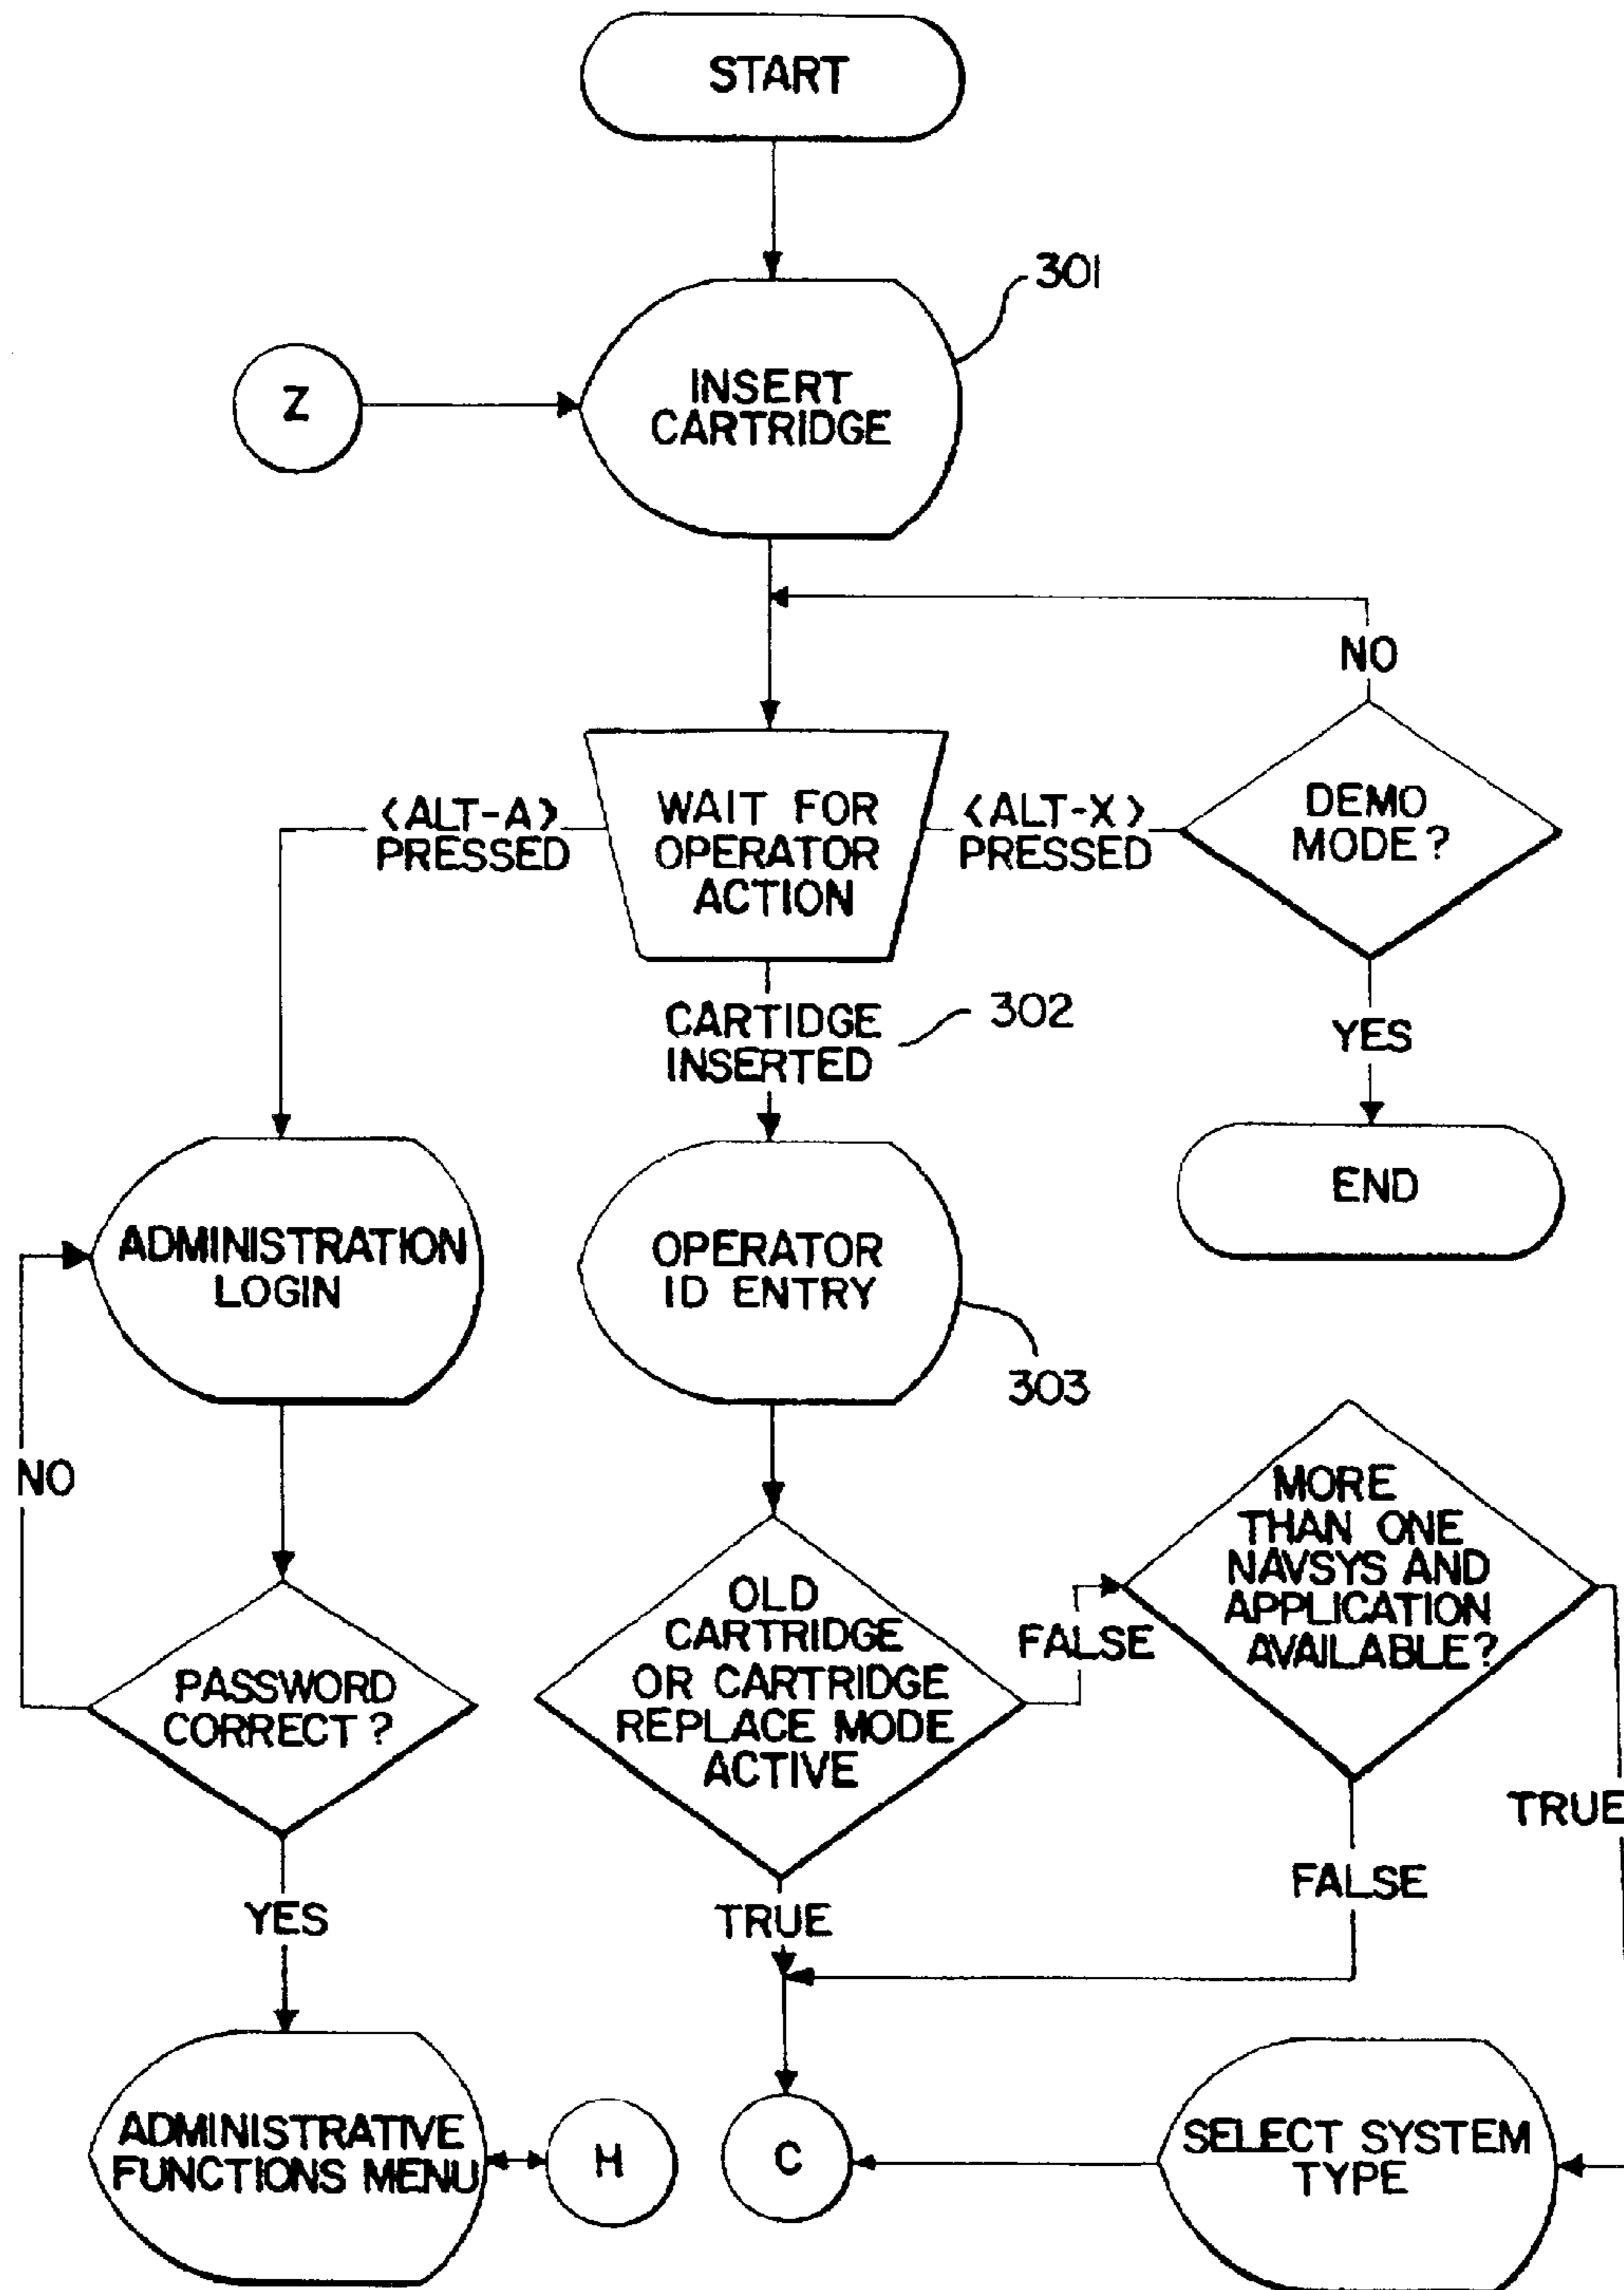 START
301
INSERT
CARTRIDGE
Z
NO
DEMO
MODE?
<ALT-A>
PRESSED
WAIT FOR
OPERATOR
ACTION
<ALT-X>
PRESSED
YES
END
CARTIDGE
INSERTED
302
ADMINISTRATION
LOGIN
OPERATOR
ID ENTRY
303
NO
PASSWORD
CORRECT?
OLD
CARTRIDGE
OR CARTRIDGE
REPLACE MODE
ACTIVE
FALSE
MORE
THAN ONE
NAVSYS AND
APPLICATION
AVAILABLE?
TRUE
FALSE
YES
TRUE
ADMINISTRATIVE
FUNCTIONS MENU
H
C
SELECT SYSTEM
TYPE